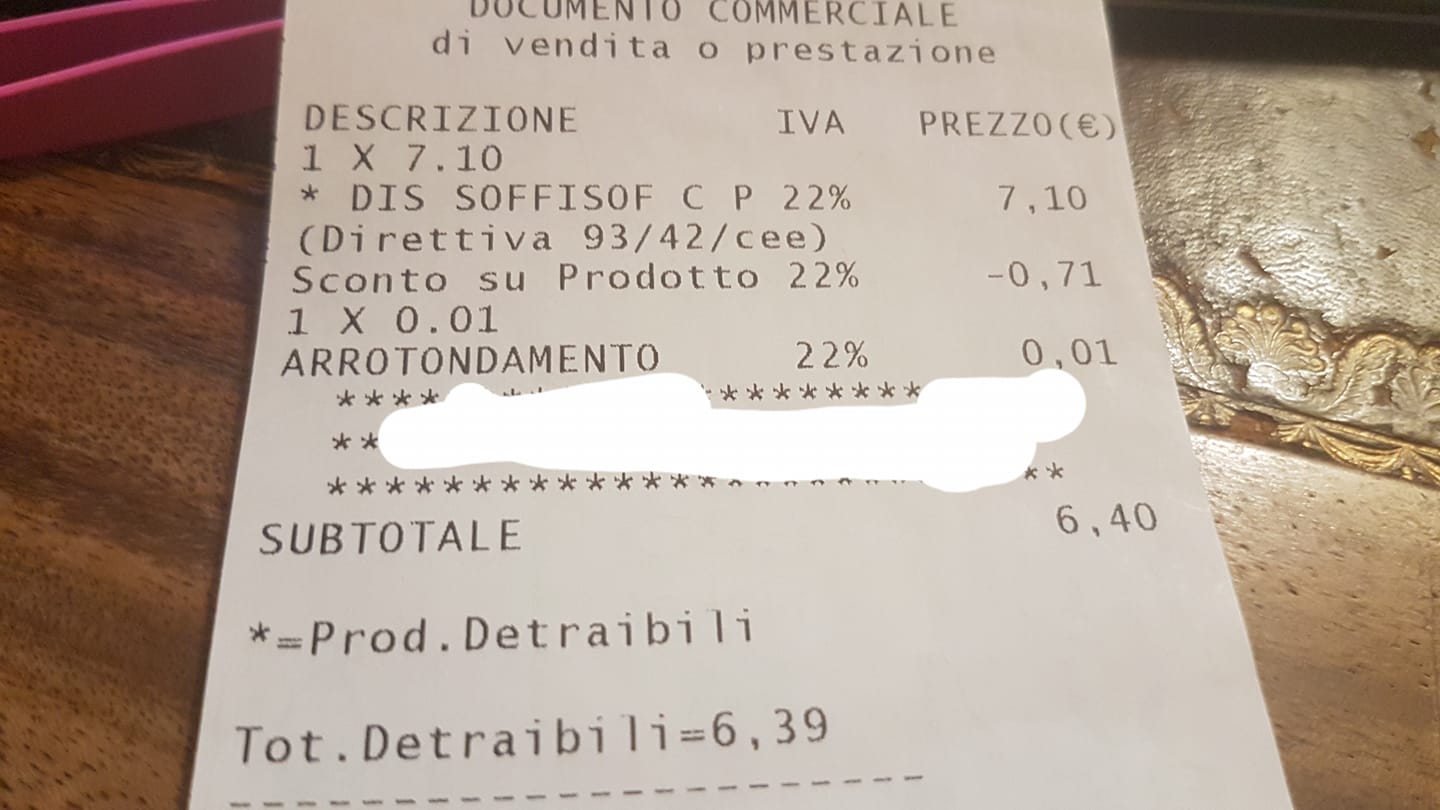 DOCUMENTO COMMERCIALE
di vendita o prestazione
DESCRIZIONE IVA PREZZO(€)
1 X 7.10
* DIS SOFFISOF C P 22% 7,10
(Direttiva 93/42/cee)
Sconto su Prodotto 22% -0,71
1 X 0.01
ARROTONDAMENTO 22% 0,01
SUBTOTALE 6,40
*=Prod.Detraibili
Tot.Detraibili=6,39